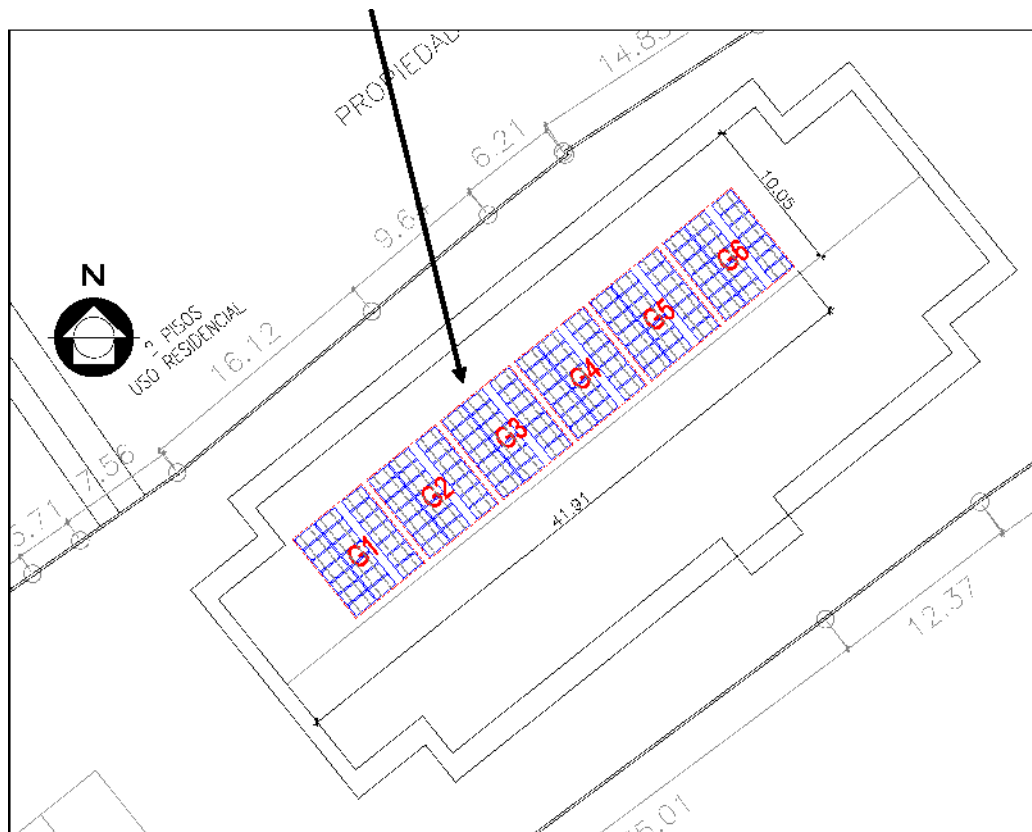 PROPIEDAD
14.83
6.21
10.05
9.6
N
2 PISOS
USO RESIDENCIAL
16.12
7.56
5.71
G6
G5
G4
G3
G2
G1
41.91
12.37
5.01